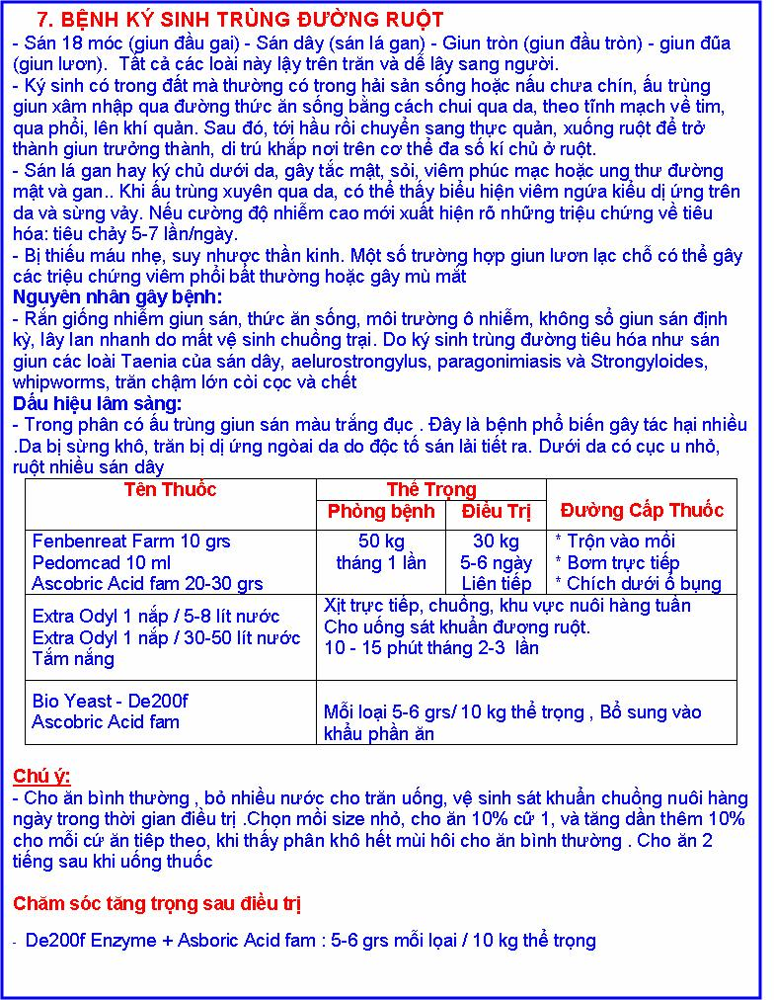 7. BỆNH KÝ SINH TRÙNG ĐƯỜNG RUỘT
- Sán 18 móc (giun đầu gai) - Sán dây (sán lá gan) - Giun tròn (giun đầu tròn) - giun đũa
(giun lươn). Tất cả các loài này lậy trên trăn và dể lây sang người.
- Ký sinh có trong đất mà thường có trong hải sản sống hoặc nấu chưa chín, ấu trùng
giun xâm nhập qua đường thức ăn sống bằng cách chui qua da, theo tĩnh mạch về tim,
qua phổi, lên khí quản. Sau đó, tới hầu rồi chuyển sang thực quản, xuống ruột để trở
thành giun trưởng thành, di trú khắp nơi trên cơ thể đa số kí chủ ở ruột.
- Sán lá gan hay ký chủ dưới da, gây tắc mật, sỏi, viêm phúc mạc hoặc ung thư đường
mật và gan.. Khi ấu trùng xuyên qua da, có thể thấy biểu hiện viêm ngứa kiểu dị ứng trên
da và sừng vảy. Nếu cường độ nhiễm cao mới xuất hiện rõ những triệu chứng về tiêu
hóa: tiêu chảy 5-7 lần/ngày.
- Bị thiếu máu nhẹ, suy nhược thần kinh. Một số trường hợp giun lươn lạc chỗ có thể gây
các triệu chứng viêm phổi bất thường hoặc gây mù mắt
Nguyên nhân gây bệnh:
- Rắn giống nhiễm giun sán, thức ăn sống, môi trường ô nhiễm, không sổ giun sán định
kỳ, lây lan nhanh do mất vệ sinh chuồng trại. Do ký sinh trùng đường tiêu hóa như sán
giun các loài Taenia của sán dây, aelurostrongylus, paragonimiasis và Strongyloides,
whipworms, trăn chậm lớn còi cọc và chết
Dấu hiệu lâm sàng:
- Trong phân có ấu trùng giun sán màu trắng đục . Đây là bệnh phổ biến gây tác hại nhiều
.Da bị sừng khô, trăn bị dị ứng ngòai da do độc tố sán lải tiết ra. Dưới da có cục u nhỏ,
ruột nhiều sán dây
Tên Thuốc Thể Trọng Đường Cấp Thuốc
Phòng bệnh Điều Trị
Fenbenreat Farm 10 grs 50 kg 30 kg * Trộn vào mồi
Pedomcad 10 ml tháng 1 lần 5-6 ngày * Bơm trực tiếp
Ascobric Acid fam 20-30 grs Liên tiếp * Chích dưới ổ bụng
Extra Odyl 1 nắp / 5-8 lít nước Xịt trực tiếp, chuồng, khu vực nuôi hàng tuần
Extra Odyl 1 nắp / 30-50 lít nước Cho uống sát khuẩn đương ruột.
Tắm nắng 10 - 15 phút tháng 2-3 lần
Bio Yeast - De200f Mỗi loại 5-6 grs/ 10 kg thể trọng , Bổ sung vào
Ascobric Acid fam khẩu phần ăn
Chú ý:
- Cho ăn bình thường , bỏ nhiều nước cho trăn uống, vệ sinh sát khuẩn chuồng nuôi hàng
ngày trong thời gian điều trị .Chọn mồi size nhỏ, cho ăn 10% cữ 1, và tăng dần thêm 10%
cho mỗi cứ ăn tiêp theo, khi thấy phân khô hết mùi hôi cho ăn bình thường . Cho ăn 2
tiếng sau khi uống thuốc
Chăm sóc tăng trọng sau điều trị
- De200f Enzyme + Asboric Acid fam : 5-6 grs mỗi lọai / 10 kg thể trọng